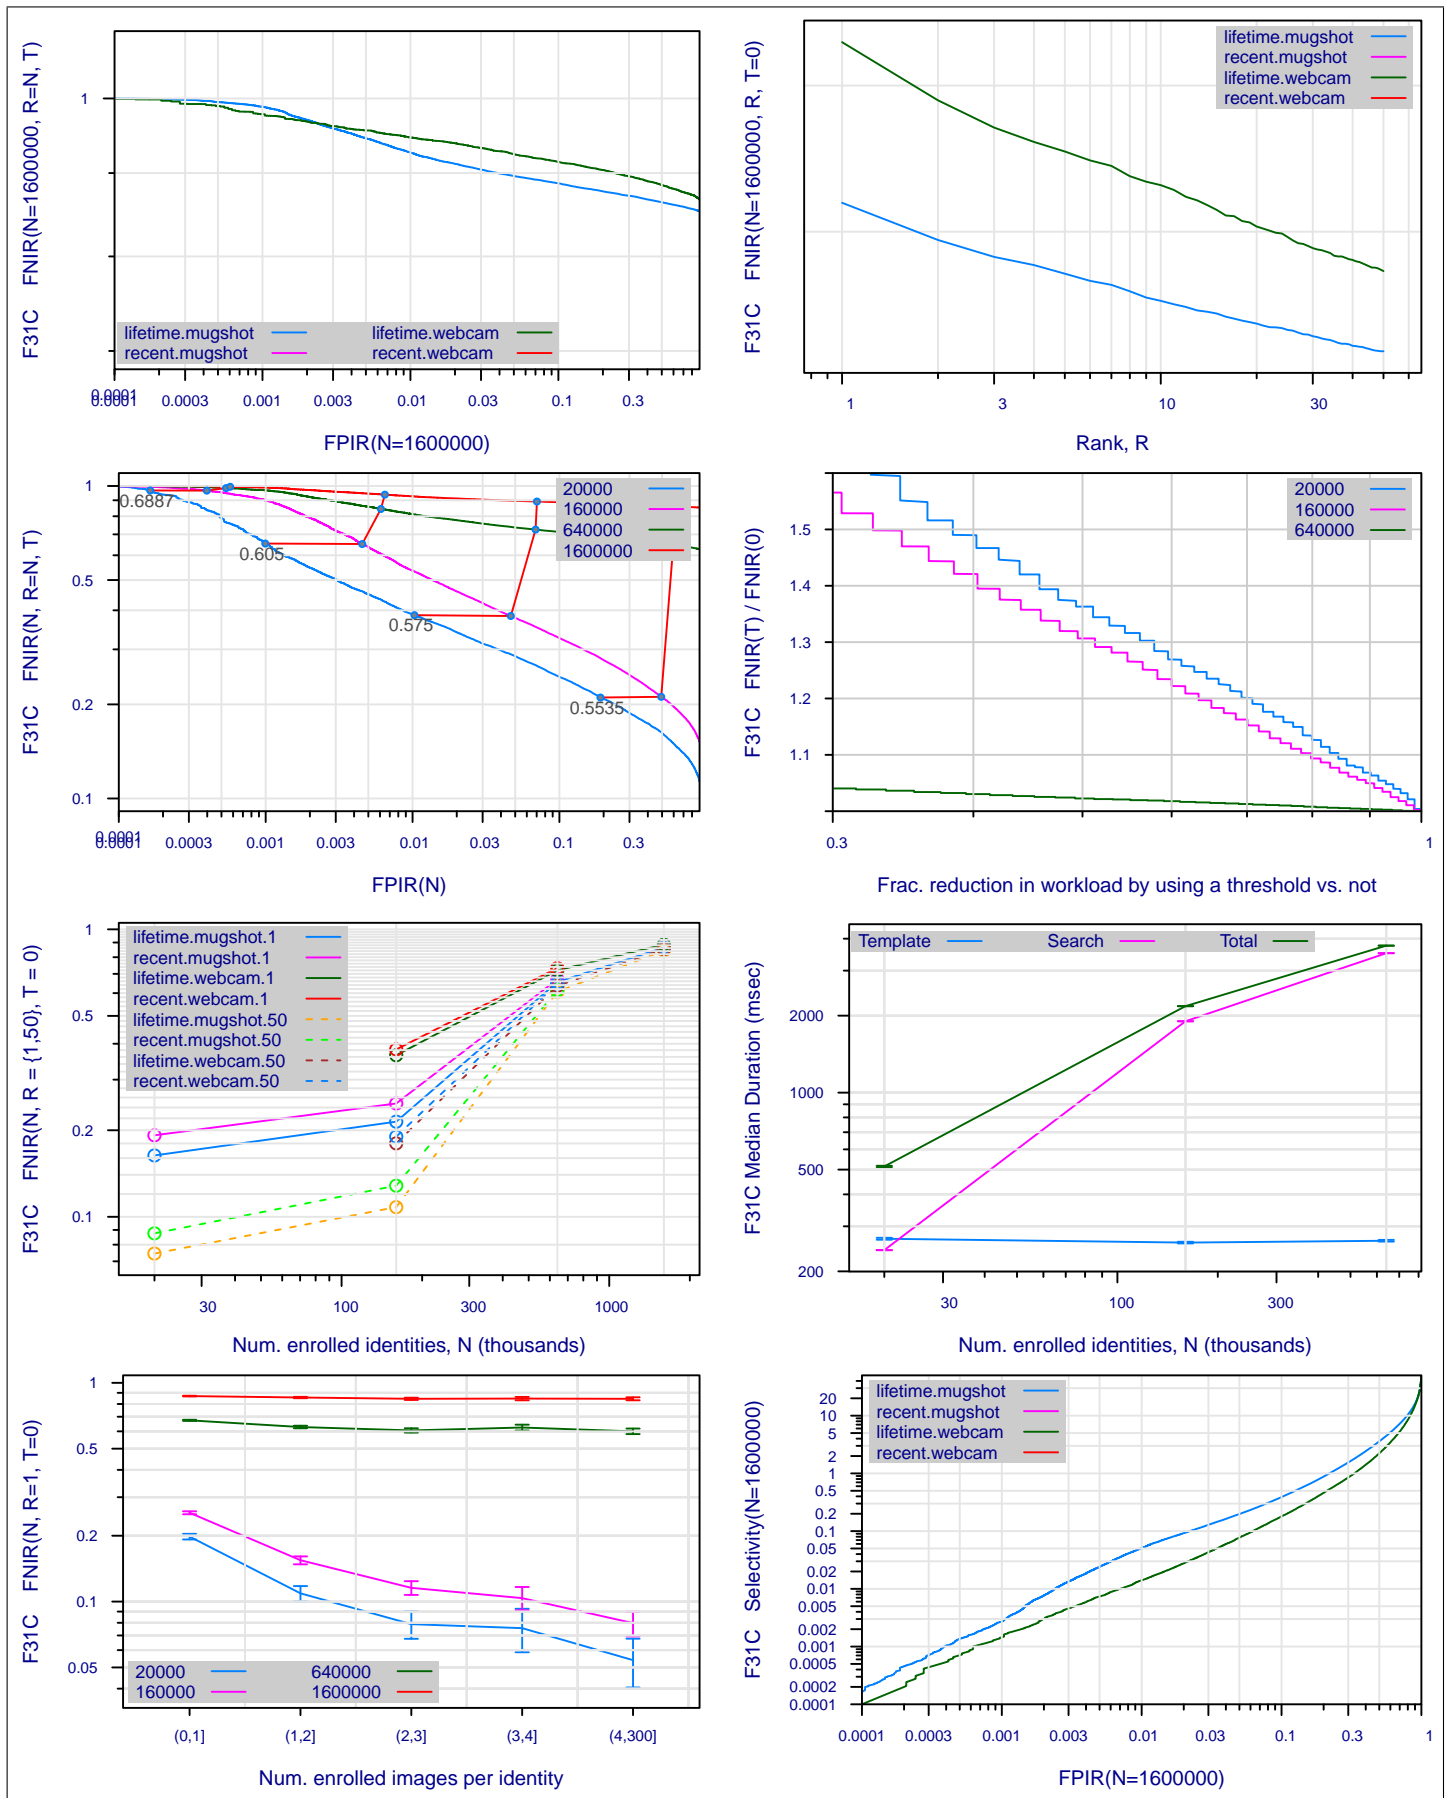 F31C FNIR(N=1600000, R=N, T)
1
lifetime.mugshot
recent.mugshot
lifetime.webcam
recent.webcam
0.0001
0.0001 0.0003 0.001 0.003 0.01 0.03 0.1 0.3
FPIR(N=1600000)
F31C FNIR(N=1600000, R, T=0)
lifetime.mugshot
recent.mugshot
lifetime.webcam
recent.webcam
1 3 10 30
Rank, R
F31C FNIR(N, R=N, T)
1
0.5
0.2
0.1
0.6887
0.605
0.575
0.5535
20000
160000
640000
1600000
0.0001
0.0001 0.0003 0.001 0.003 0.01 0.03 0.1 0.3
FPIR(N)
F31C FNIR(T) / FNIR(0)
1.5
1.4
1.3
1.2
1.1
20000
160000
640000
0.3 1
Frac. reduction in workload by using a threshold vs. not
F31C FNIR(N, R = {1,50}, T = 0)
1
0.5
0.2
0.1
lifetime.mugshot.1
recent.mugshot.1
lifetime.webcam.1
recent.webcam.1
lifetime.mugshot.50
recent.mugshot.50
lifetime.webcam.50
recent.webcam.50
30 100 300 1000
Num. enrolled identities, N (thousands)
F31C Median Duration (msec)
2000
1000
500
200
Template Search Total
30 100 300
Num. enrolled identities, N (thousands)
F31C FNIR(N, R=1, T=0)
1
0.5
0.2
0.1
0.05
20000
160000
640000
1600000
(0,1] (1,2] (2,3] (3,4] (4,300]
Num. enrolled images per identity
F31C Selectivity(N=1600000)
20
10
5
2
1
0.5
0.2
0.1
0.05
0.02
0.01
0.005
0.002
0.001
0.0005
0.0002
0.0001
lifetime.mugshot
recent.mugshot
lifetime.webcam
recent.webcam
0.0001 0.0003 0.001 0.003 0.01 0.03 0.1 0.3 1
FPIR(N=1600000)